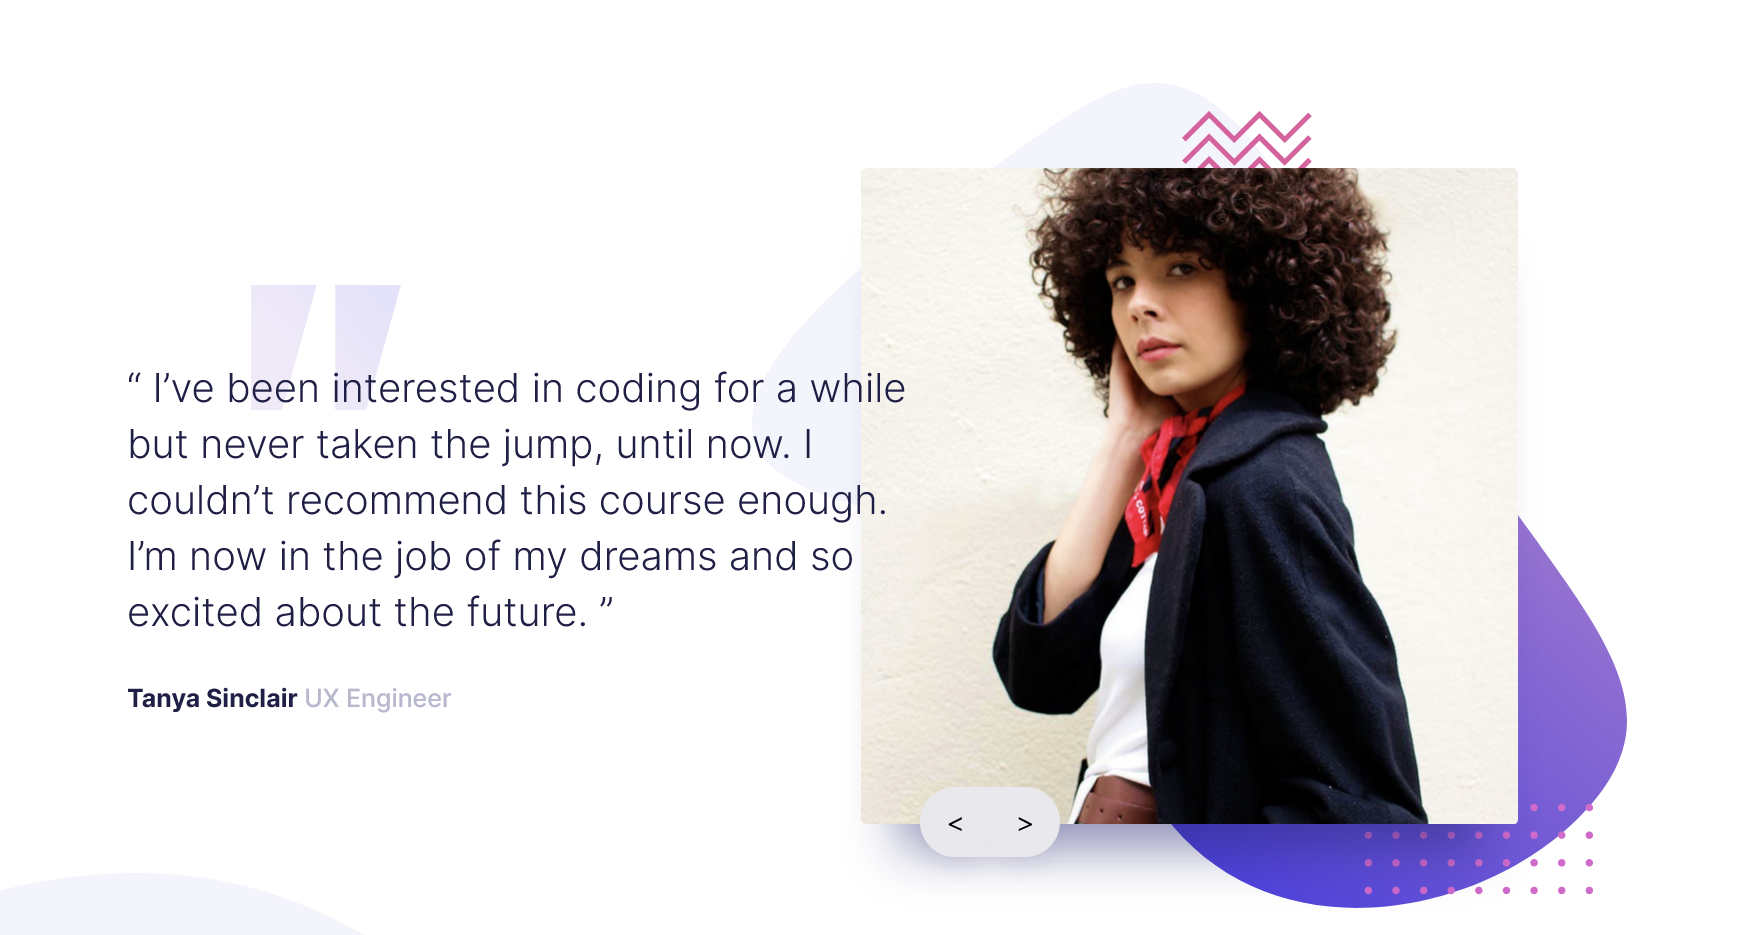 “ I’ve been interested in coding for a while
but never taken the jump, until now. I
couldn’t recommend this course enough.
I’m now in the job of my dreams and so
excited about the future. ”
Tanya Sinclair UX Engineer
< >